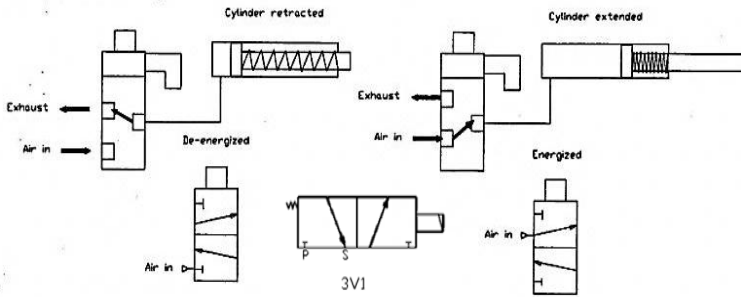 Cylinder retracted
Cylinder extended
Exhaust
Air in
Exhaust
Air in
De-energized
Energized
Air in
P S
3V1
Air in